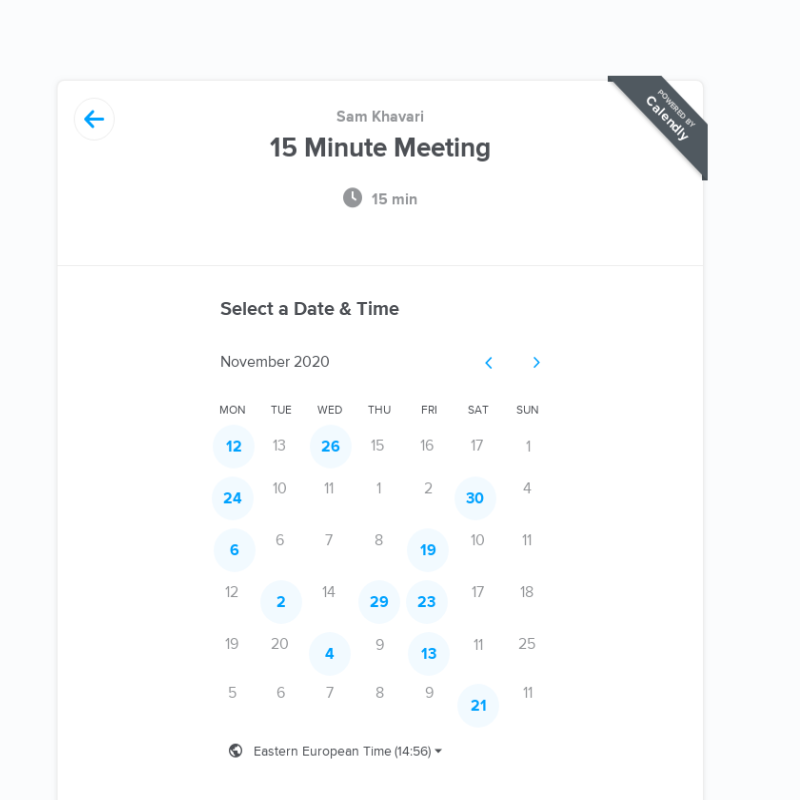 POWERED BY
Calendly
Sam Khavari
15 Minute Meeting
15 min
Select a Date & Time
November 2020
MON TUE WED THU FRI SAT SUN
12 13 26 15 16 17 1
24 10 11 1 2 30 4
6 6 7 8 19 10 11
12 2 14 29 23 17 18
19 20 4 9 13 11 25
5 6 7 8 9 21 11
Eastern European Time (14:56)